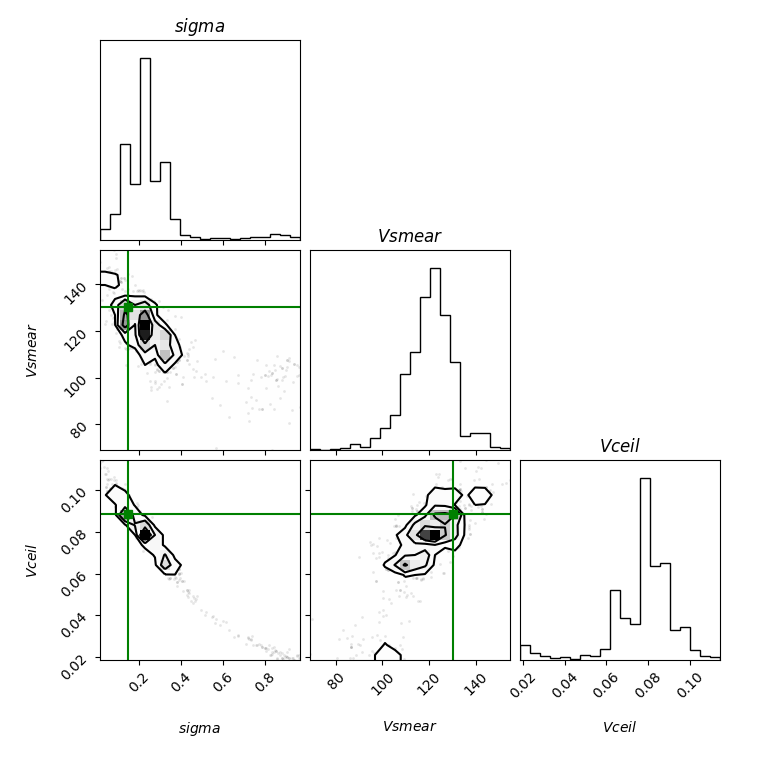 sigma
Vsmear
140
120
100
80
Vsmear
Vceil
0.10
0.08
0.06
0.04
0.02
Vceil
0.2 0.4 0.6 0.8
80 100 120 140
0.02 0.04 0.06 0.08 0.10
sigma Vsmear Vceil